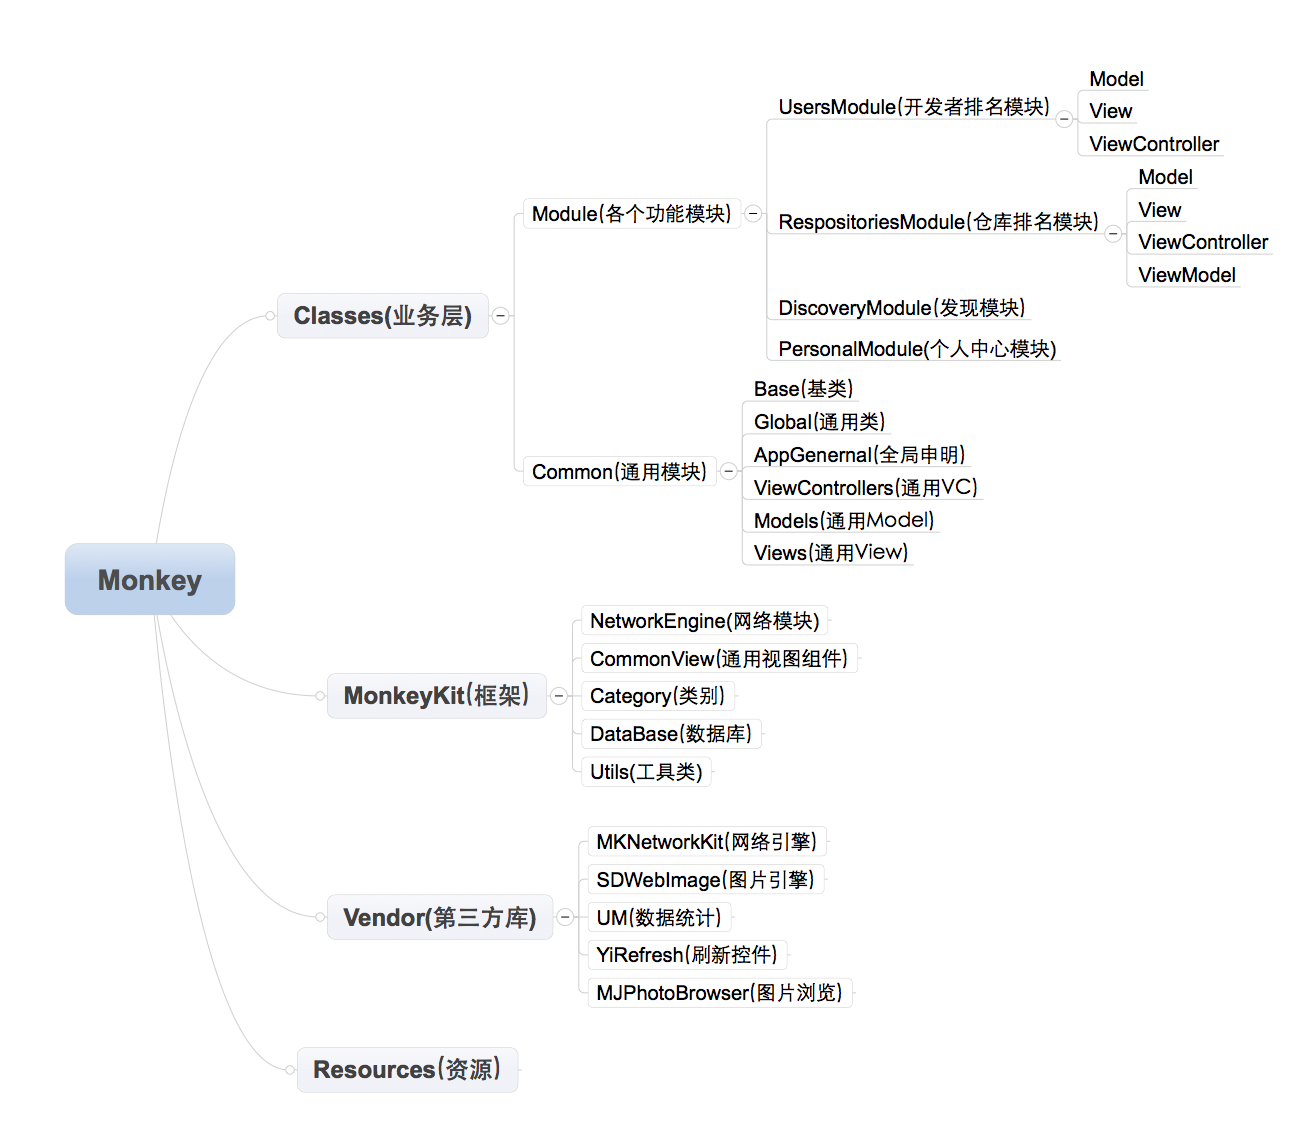 Monkey
Classes(业务层)
Module(各个功能模块)
UsersModule(开发者排名模块)
Model
View
ViewController
RespositoriesModule(仓库排名模块)
Model
View
ViewController
ViewModel
DiscoveryModule(发现模块)
PersonalModule(个人中心模块)
Common(通用模块)
Base(基类)
Global(通用类)
AppGenernal(全局申明)
ViewControllers(通用VC)
Models(通用Model)
Views(通用View)
MonkeyKit(框架)
NetworkEngine(网络模块)
CommonView(通用视图组件)
Category(类别)
DataBase(数据库)
Utils(工具类)
Vendor(第三方库)
MKNetworkKit(网络引擎)
SDWebImage(图片引擎)
UM(数据统计)
YiRefresh(刷新控件)
MJPhotoBrowser(图片浏览)
Resources(资源)